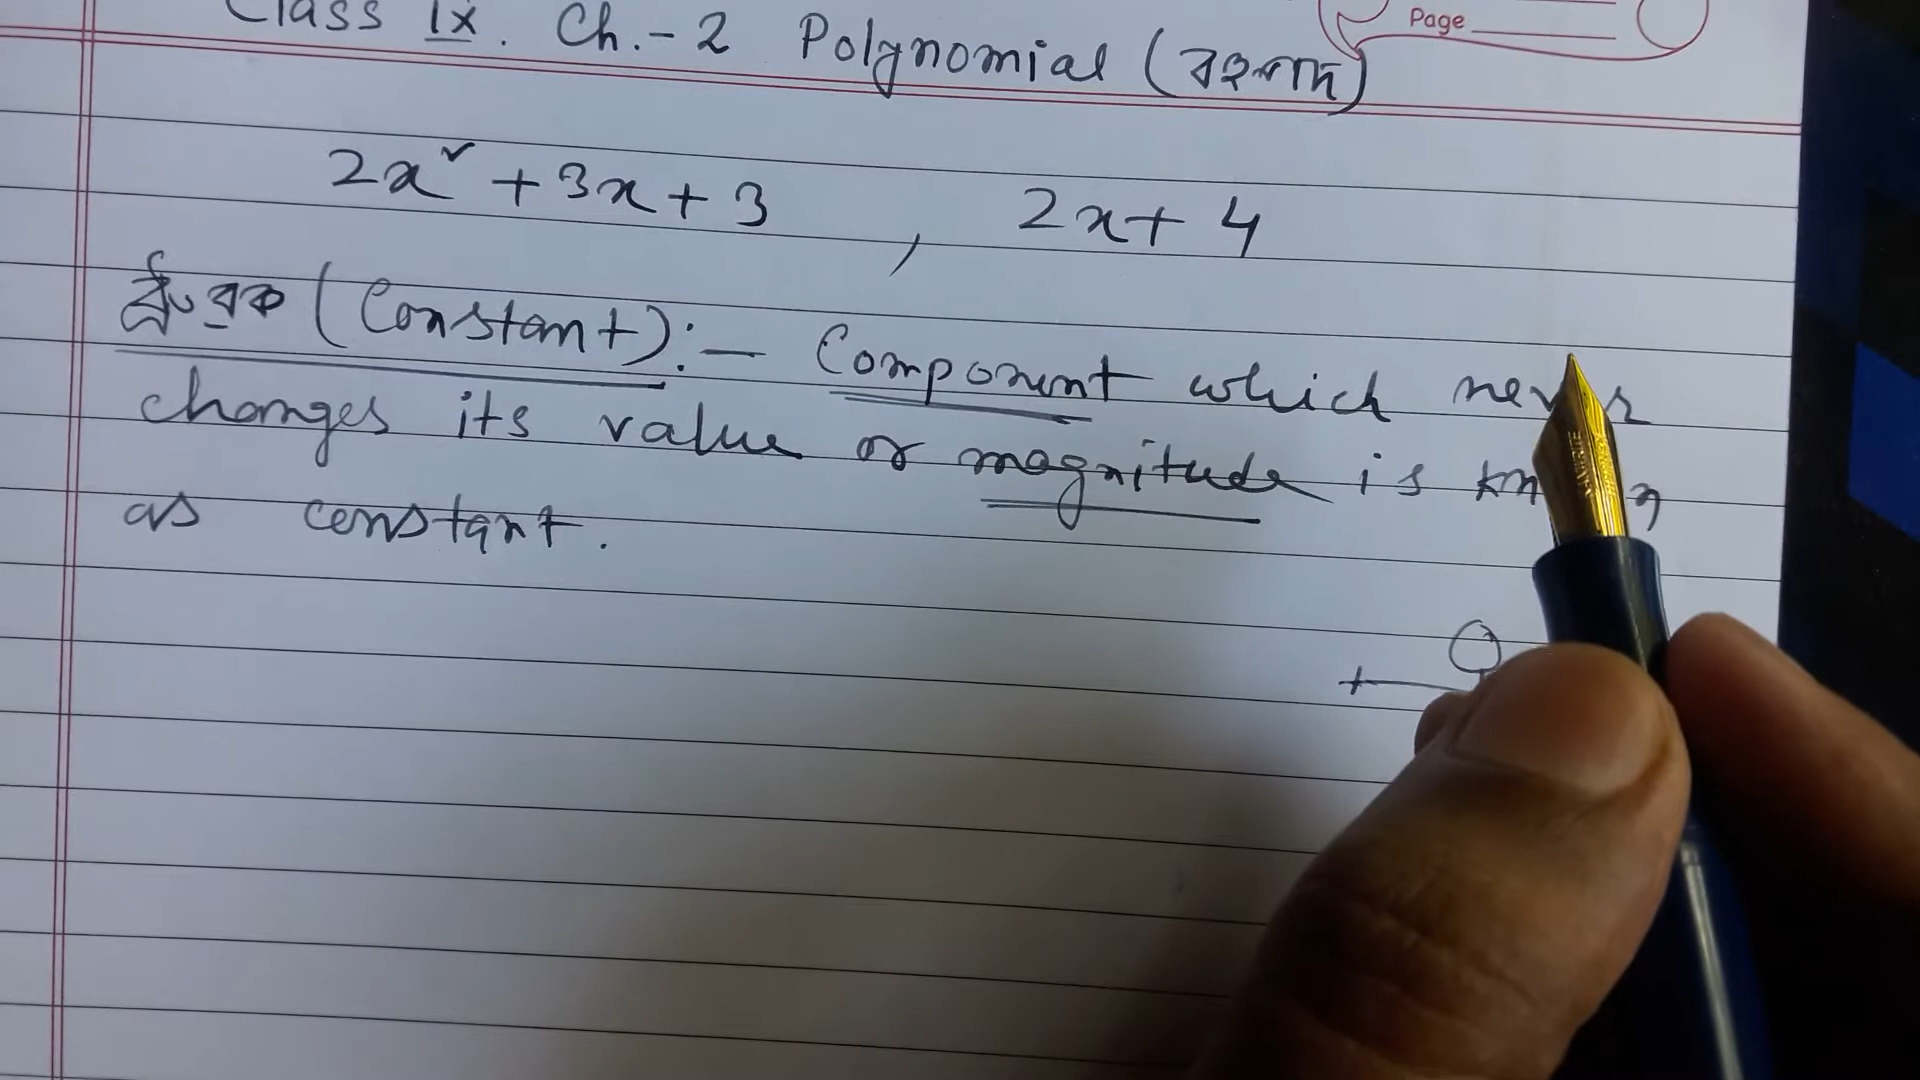 Page
Class IX. Ch.-2 Polynomial (বহুপদ)
2x² + 3x + 3 , 2x + 4
ধ্রুবক (Constant):- Component which never
changes its value or magnitude is known
as constant.